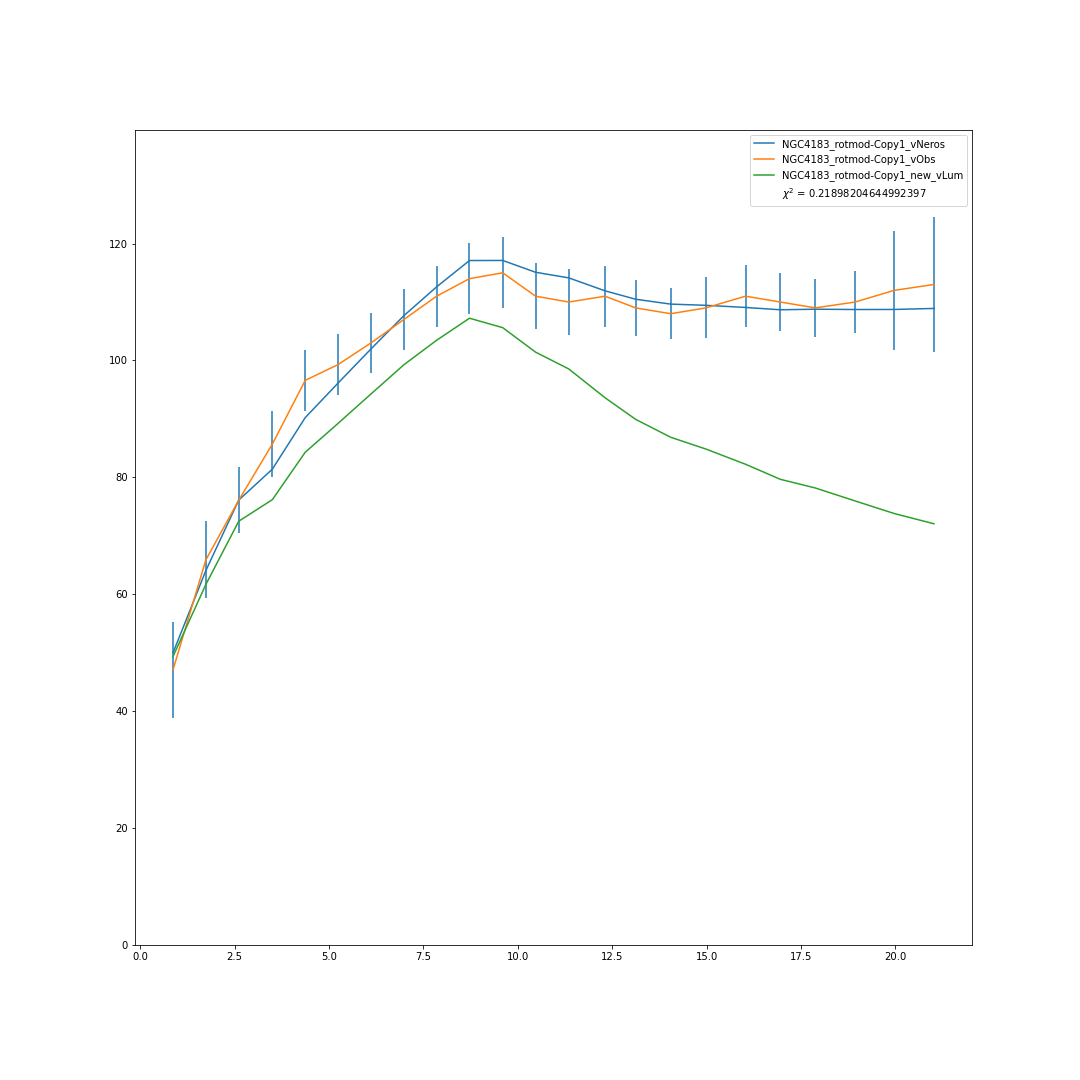 NGC4183_rotmod-Copy1_vNeros
NGC4183_rotmod-Copy1_vObs
NGC4183_rotmod-Copy1_new_vLum
χ² = 0.21898204644992397
120
100
80
60
40
20
0
0.0 2.5 5.0 7.5 10.0 12.5 15.0 17.5 20.0